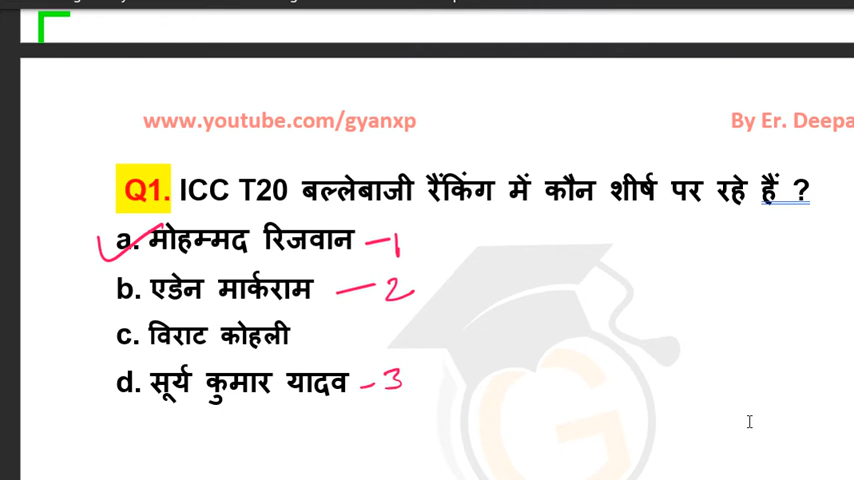 www.youtube.com/gyanxp
By Er. Deepa
Q1. ICC T20 बल्लेबाजी रैंकिंग में कौन शीर्ष पर रहे हैं ?
a. मोहम्मद रिजवान -1
b. एडेन मार्कराम - 2
c. विराट कोहली
d. सूर्य कुमार यादव - 3